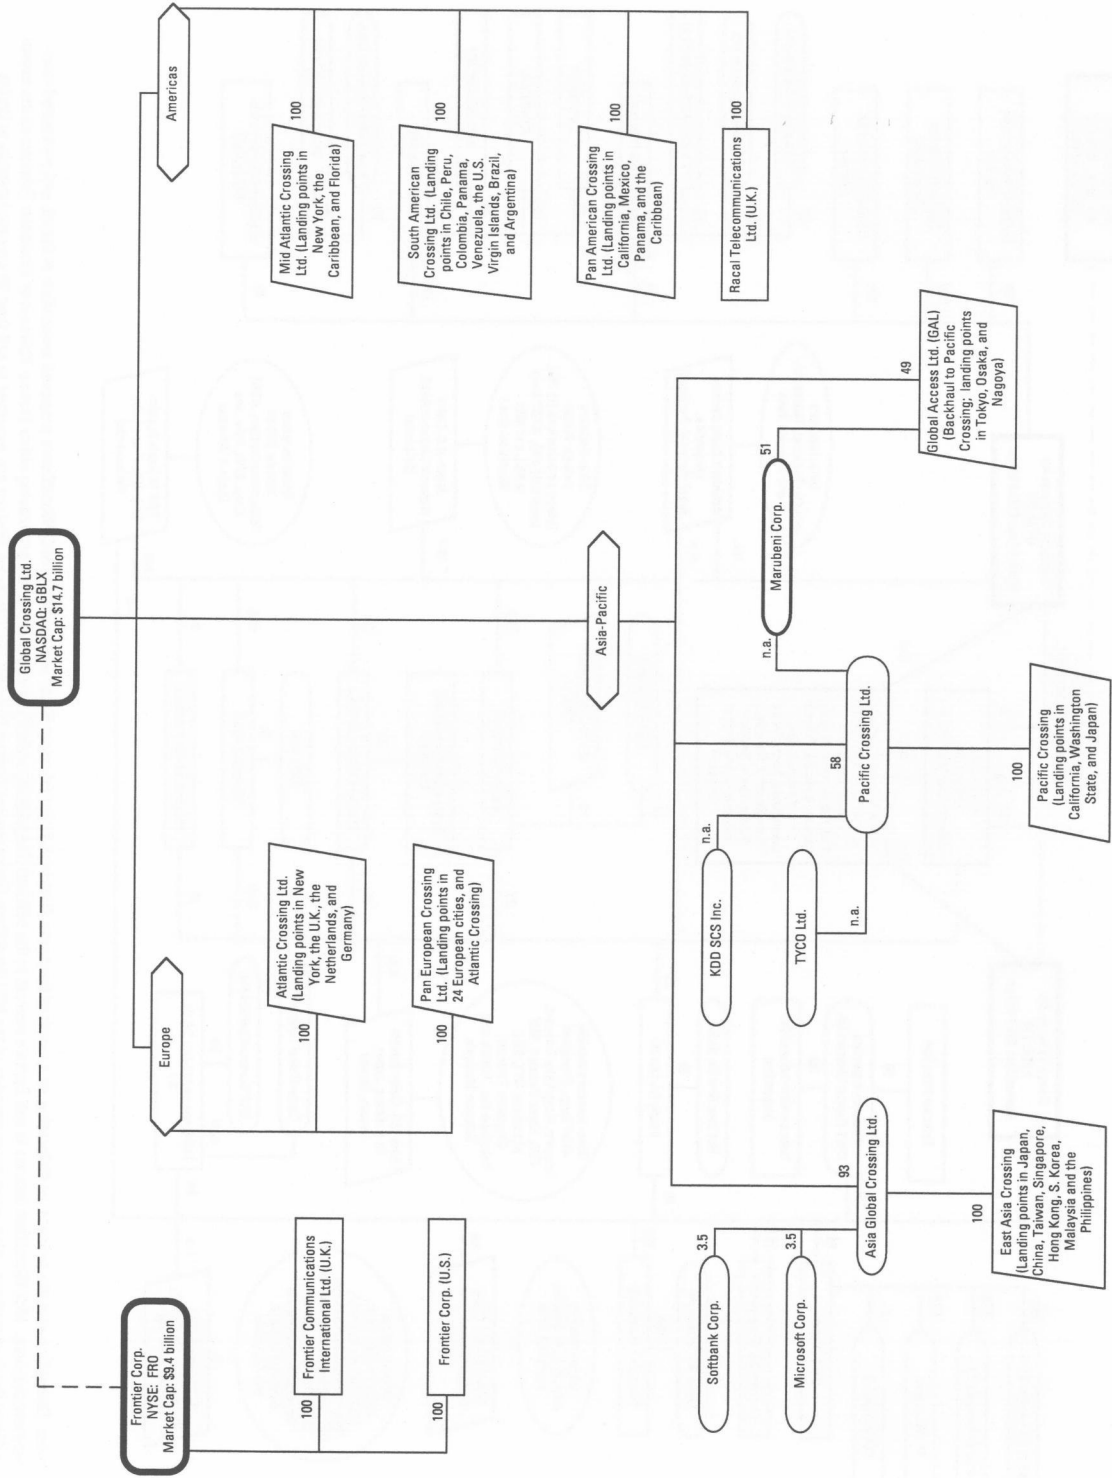 Global Crossing Ltd.
NASDAQ: GBLX
Market Cap: $14.7 billion
Frontier Corp.
NYSE: FRO
Market Cap: $9.4 billion
100
Frontier Communications
International Ltd. (U.K.)
100
Frontier Corp. (U.S.)
Europe
100
Atlantic Crossing Ltd.
(Landing points in New
York, the U.K., the
Netherlands, and
Germany)
100
Pan European Crossing
Ltd. (Landing points in
24 European cities, and
Atlantic Crossing)
Americas
100
Mid Atlantic Crossing
Ltd. (Landing points in
New York, the
Caribbean, and Florida)
100
South American
Crossing Ltd. (Landing
points in Chile, Peru,
Colombia, Panama,
Venezuela, the U.S.
Virgin Islands, Brazil,
and Argentina)
100
Pan American Crossing
Ltd. (Landing points in
California, Mexico,
Panama, and the
Caribbean)
100
Racal Telecommunications
Ltd. (U.K.)
Asia-Pacific
Softbank Corp.
3.5
Microsoft Corp.
3.5
93
Asia Global Crossing Ltd.
100
East Asia Crossing
(Landing points in Japan,
China, Taiwan, Singapore,
Hong Kong, S. Korea,
Malaysia and the
Philippines)
KDD SCS Inc.
n.a.
TYCO Ltd.
n.a.
58
Pacific Crossing Ltd.
100
Pacific Crossing
(Landing points in
California, Washington
State, and Japan)
n.a.
Marubeni Corp.
51
49
Global Access Ltd. (GAL)
(Backhaul to Pacific
Crossing; landing points
in Tokyo, Osaka, and
Nagoya)